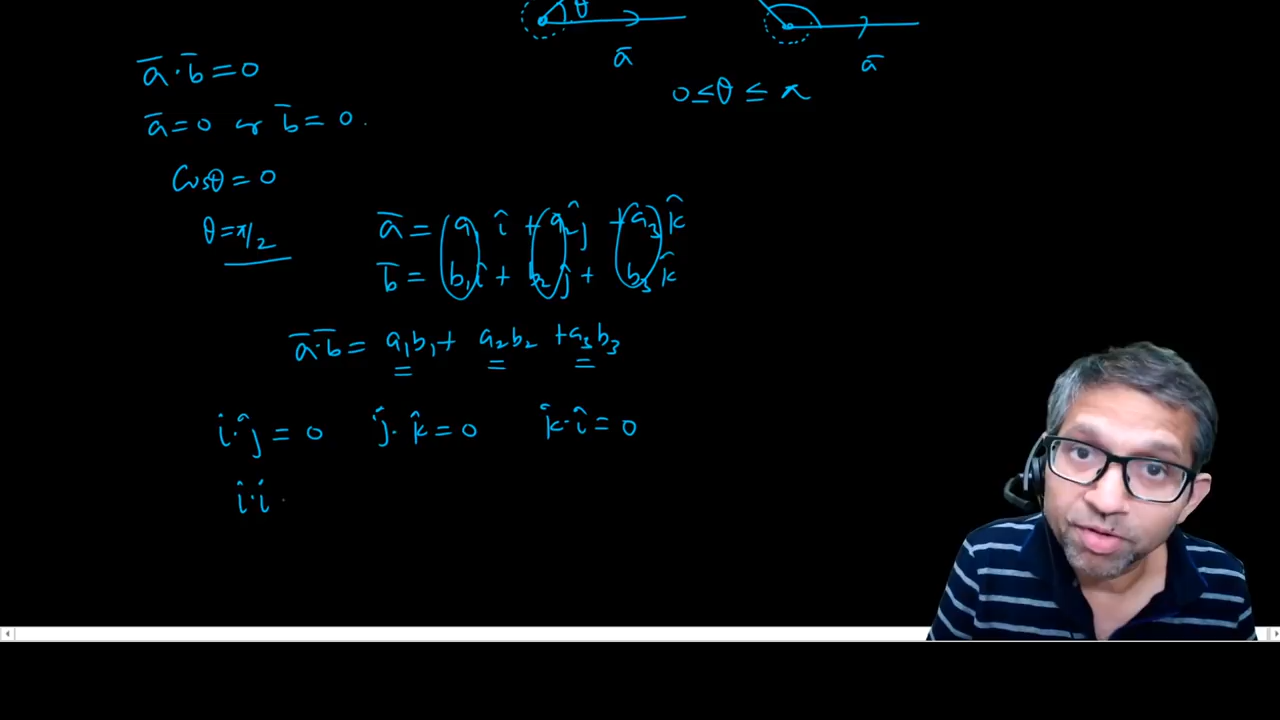 θ
a̅ a̅
a̅·b̅ = 0
0 ≤ θ ≤ π
a̅ = 0 or b̅ = 0.
Cosθ = 0
θ = π/2
a̅ = a₁ î + a₂ ĵ + a₃ k̂
b̅ = b₁ î + b₂ ĵ + b₃ k̂
a̅·b̅ = a₁b₁ + a₂b₂ + a₃b₃
i·ĵ = 0 ĵ·k̂ = 0 k̂·î = 0
î·î